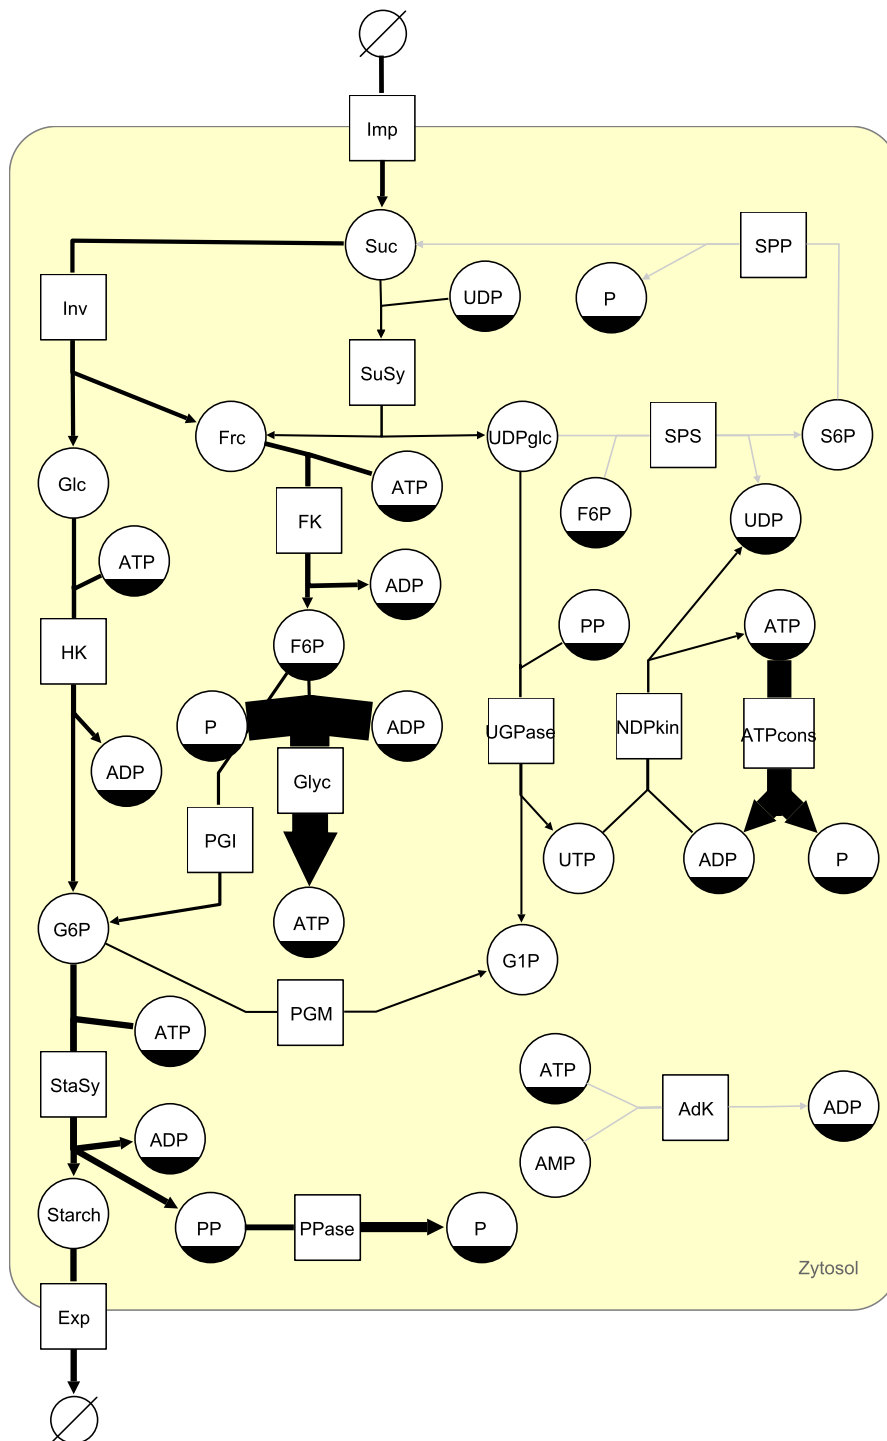 Imp
Suc
SPP
UDP
P
Inv
SuSy
Frc
UDPglc
SPS
S6P
Glc
ATP
FK
F6P
UDP
ATP
ADP
HK
F6P
PP
ATP
P
ADP
UGPase
NDPkin
ATPcons
ADP
Glyc
PGI
UTP
ADP
P
G6P
ATP
G1P
PGM
ATP
StaSy
ATP
AdK
ADP
ADP
AMP
Starch
PP
PPase
P
Zytosol
Exp